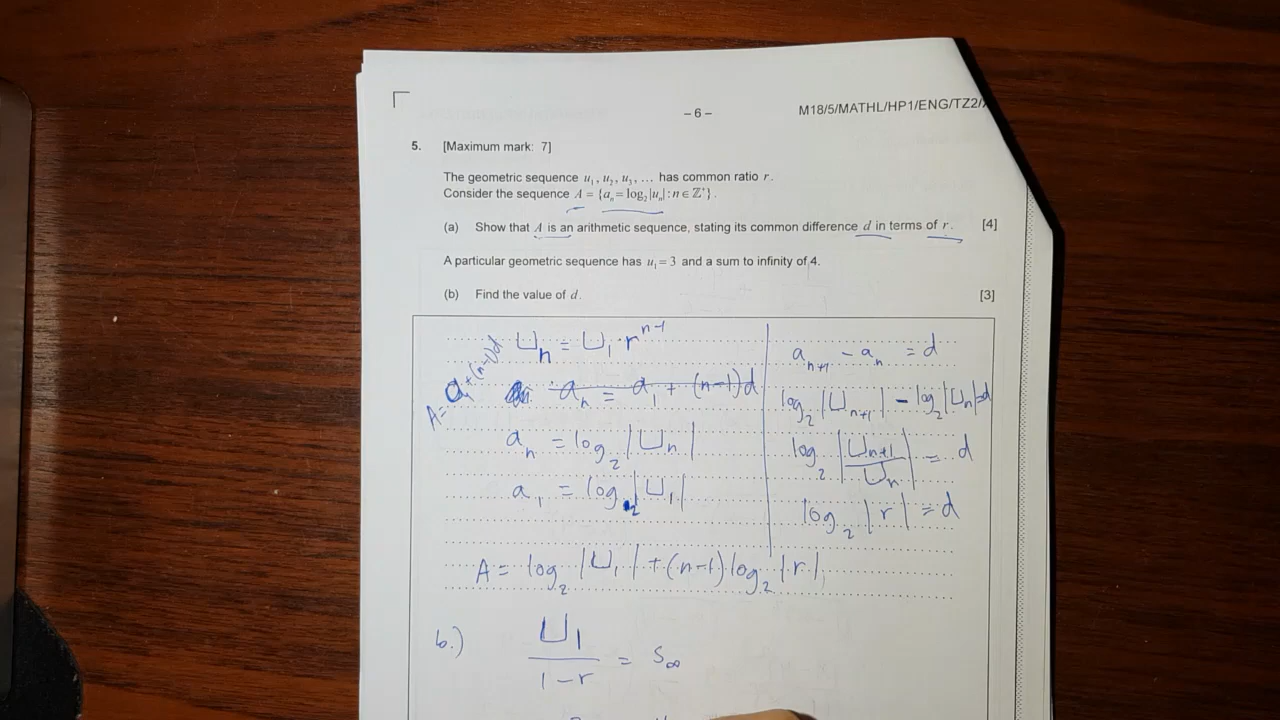 – 6 –
M18/5/MATHL/HP1/ENG/TZ2/
5. [Maximum mark: 7]
The geometric sequence u₁, u₂, u₃, … has common ratio r.
Consider the sequence A = {aₙ = log₂|uₙ| : n ∈ ℤ⁺}.
(a) Show that A is an arithmetic sequence, stating its common difference d in terms of r. [4]
A particular geometric sequence has u₁ = 3 and a sum to infinity of 4.
(b) Find the value of d. [3]
Uₙ = U₁ · rⁿ⁻¹
A = a₁ + (n-1)d
aₙ = a₁ + (n-1)d
aₙ = log₂ |Uₙ|
a₁ = log₂ |U₁|
aₙ₊₁ - aₙ = d
log₂ |Uₙ₊₁| - log₂ |Uₙ| = d
log₂ |Uₙ₊₁ / Uₙ| = d
log₂ |r| = d
A = log₂ |U₁| + (n-1) log₂ |r|
b.) U₁ / (1 - r) = S∞